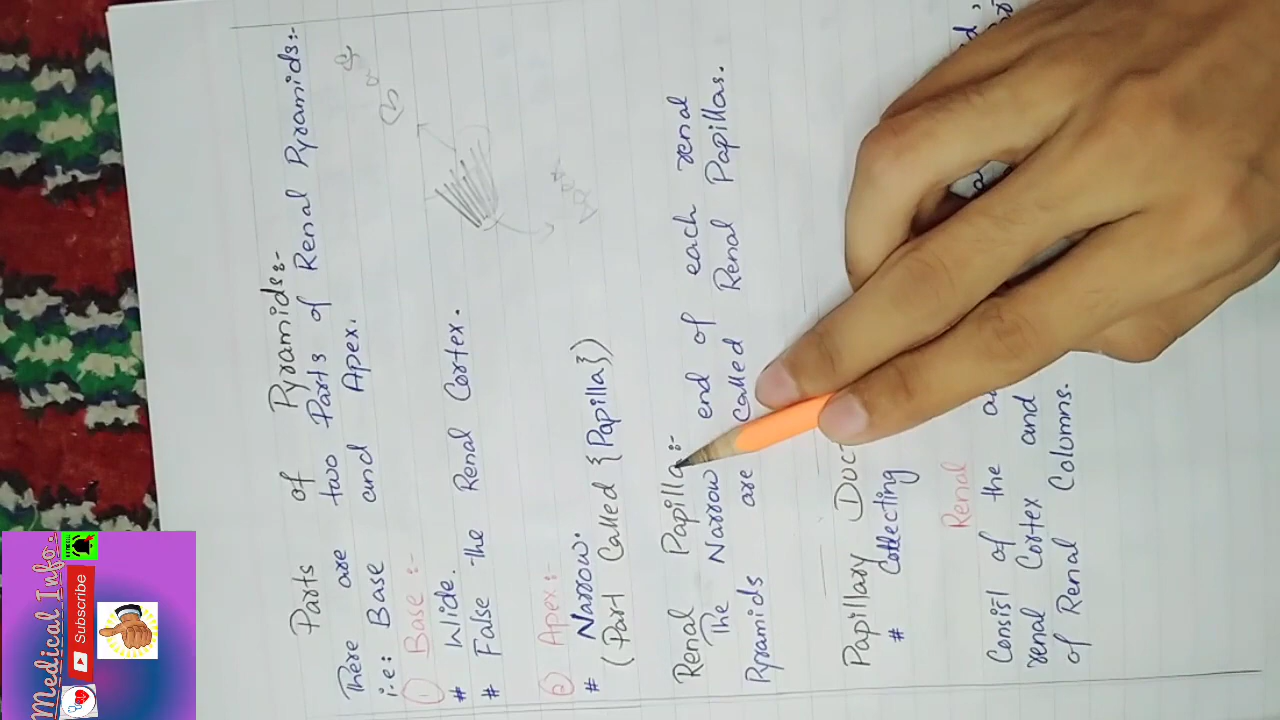 Parts of Pyramids:-
There are two Parts of Renal Pyramids:-
i.e: Base and Apex.
(1) Base:-
# Wide.
# False the Renal Cortex.
(2) Apex:-
# Narrow.
(Part Called {Papilla})
Renal Papilla:-
The Narrow end of each renal
Pyramids are Called Renal Papillas.
Papillary Duct
# Collecting
Renal
Consist of the
renal Cortex and
of Renal Columns.
Medical Info:-
Subscribe